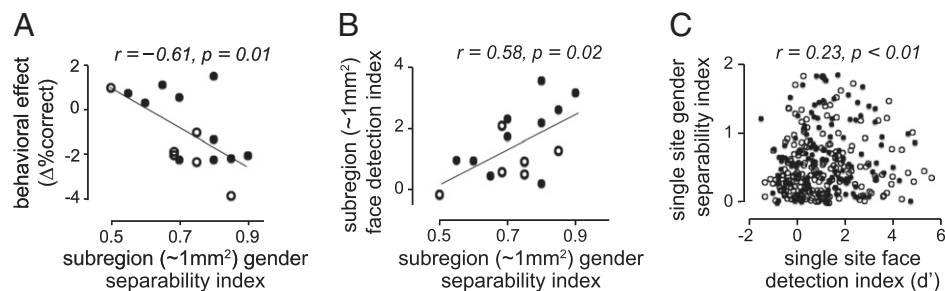 A
r = −0.61, p = 0.01
behavioral effect
(Δ%correct)
2
0
-2
-4
0.5
0.7
0.9
subregion (~1mm²) gender
separability index
B
r = 0.58, p = 0.02
subregion (~1mm²)
face detection index
4
2
0
0.5
0.7
0.9
subregion (~1mm²) gender
separability index
C
r = 0.23, p < 0.01
single site gender
separability index
2
1
0
-2
0
2
4
6
single site face
detection index (d')